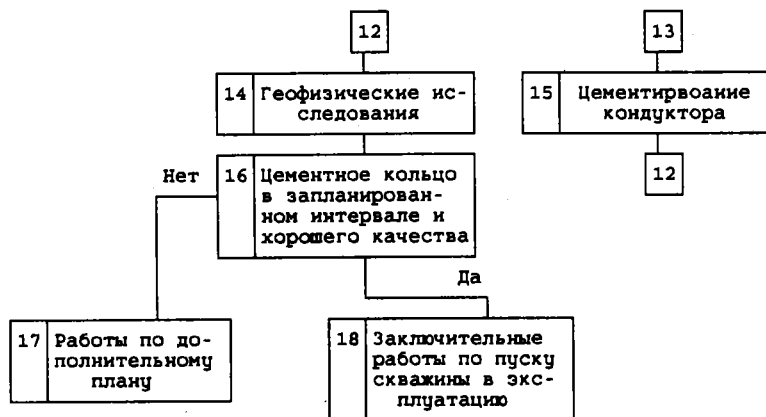 12
13
14 Геофизические ис-
следования
15 Цементирвоание
кондуктора
12
Нет
16 Цементное кольцо
в запланирован-
ном интервале и
хорошего качества
Да
17 Работы по до-
полнительному
плану
18 Заключительные
работы по пуску
скважины в экс-
плуатацию